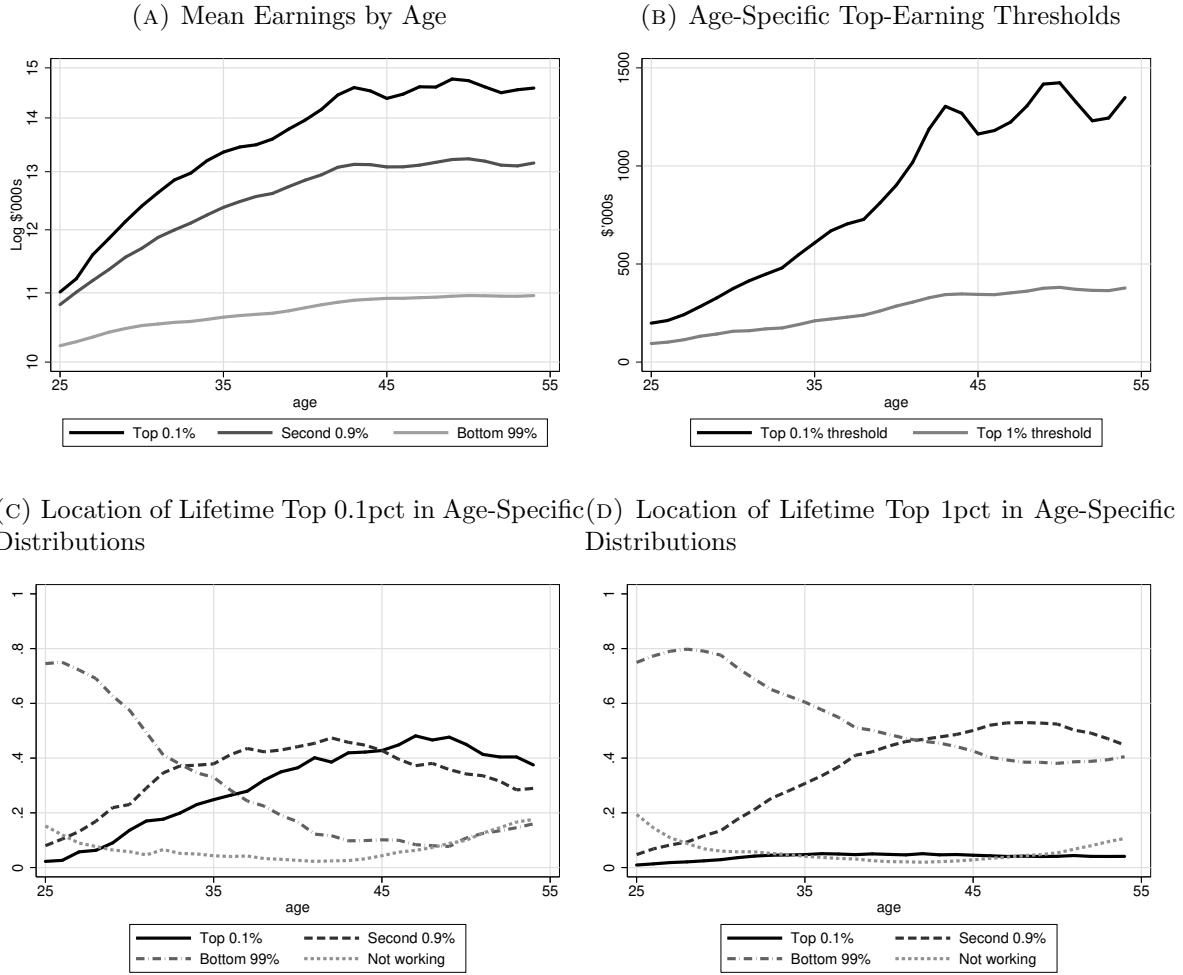 (A) Mean Earnings by Age
Log $'000s
15
14
13
12
11
10
25 35 45 55
age
Top 0.1% Second 0.9% Bottom 99%
(B) Age-Specific Top-Earning Thresholds
$'000s
1500
1000
500
0
25 35 45 55
age
Top 0.1% threshold Top 1% threshold
(C) Location of Lifetime Top 0.1pct in Age-Specific
Distributions
1
.8
.6
.4
.2
0
25 35 45 55
age
Top 0.1% Second 0.9%
Bottom 99% Not working
(D) Location of Lifetime Top 1pct in Age-Specific
Distributions
1
.8
.6
.4
.2
0
25 35 45 55
age
Top 0.1% Second 0.9%
Bottom 99% Not working